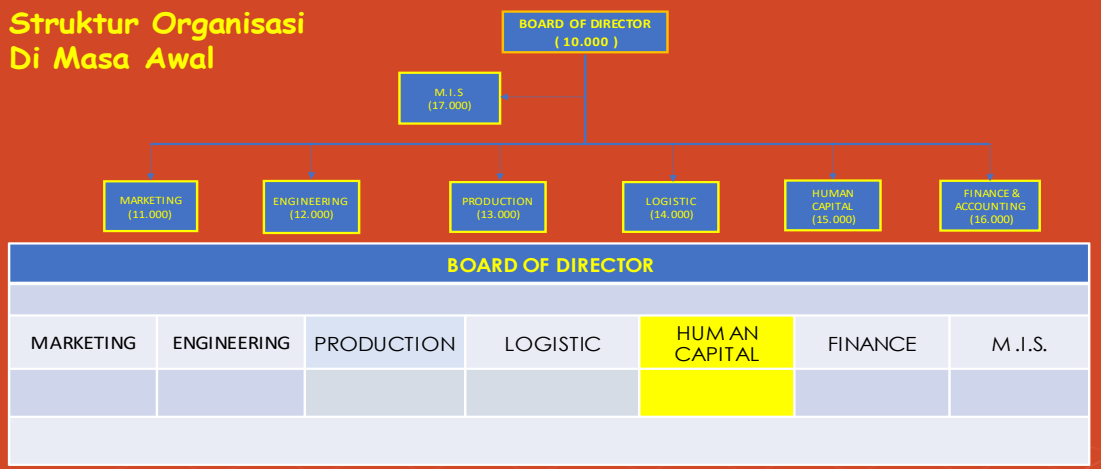 Struktur Organisasi
Di Masa Awal
BOARD OF DIRECTOR
( 10.000 )
M.I.S
(17.000)
MARKETING
(11.000)
ENGINEERING
(12.000)
PRODUCTION
(13.000)
LOGISTIC
(14.000)
HUMAN
CAPITAL
(15.000)
FINANCE &
ACCOUNTING
(16.000)
BOARD OF DIRECTOR
MARKETING
ENGINEERING
PRODUCTION
LOGISTIC
HUMAN
CAPITAL
FINANCE
M.I.S.